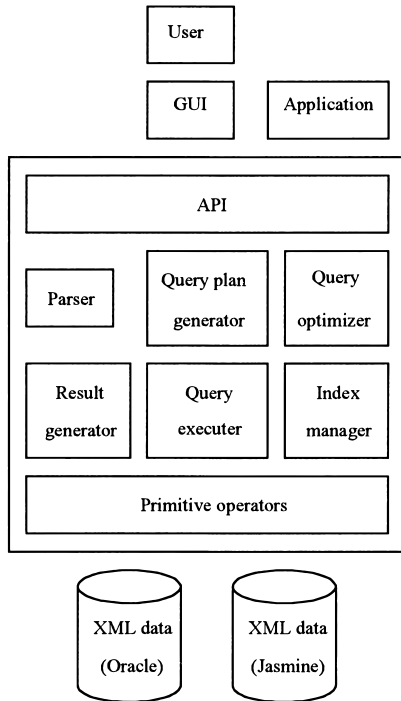 User
GUI
Application
API
Parser
Query plan
generator
Query
optimizer
Result
generator
Query
executer
Index
manager
Primitive operators
XML data
(Oracle)
XML data
(Jasmine)